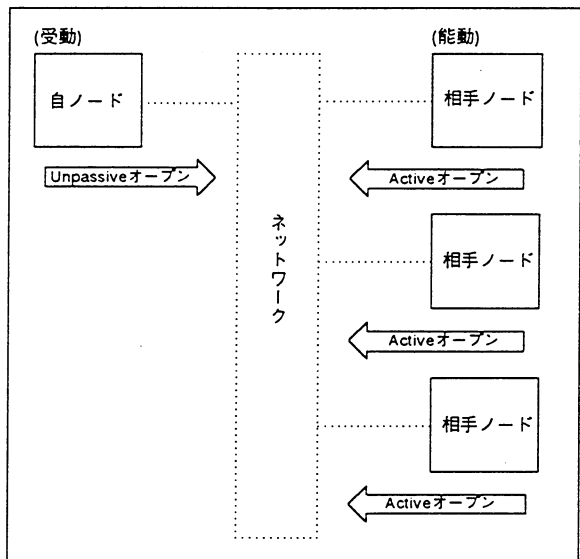 (受動)
(能動)
自ノード
相手ノード
Unpassiveオープン
Activeオープン
ネットワーク
相手ノード
Activeオープン
相手ノード
Activeオープン